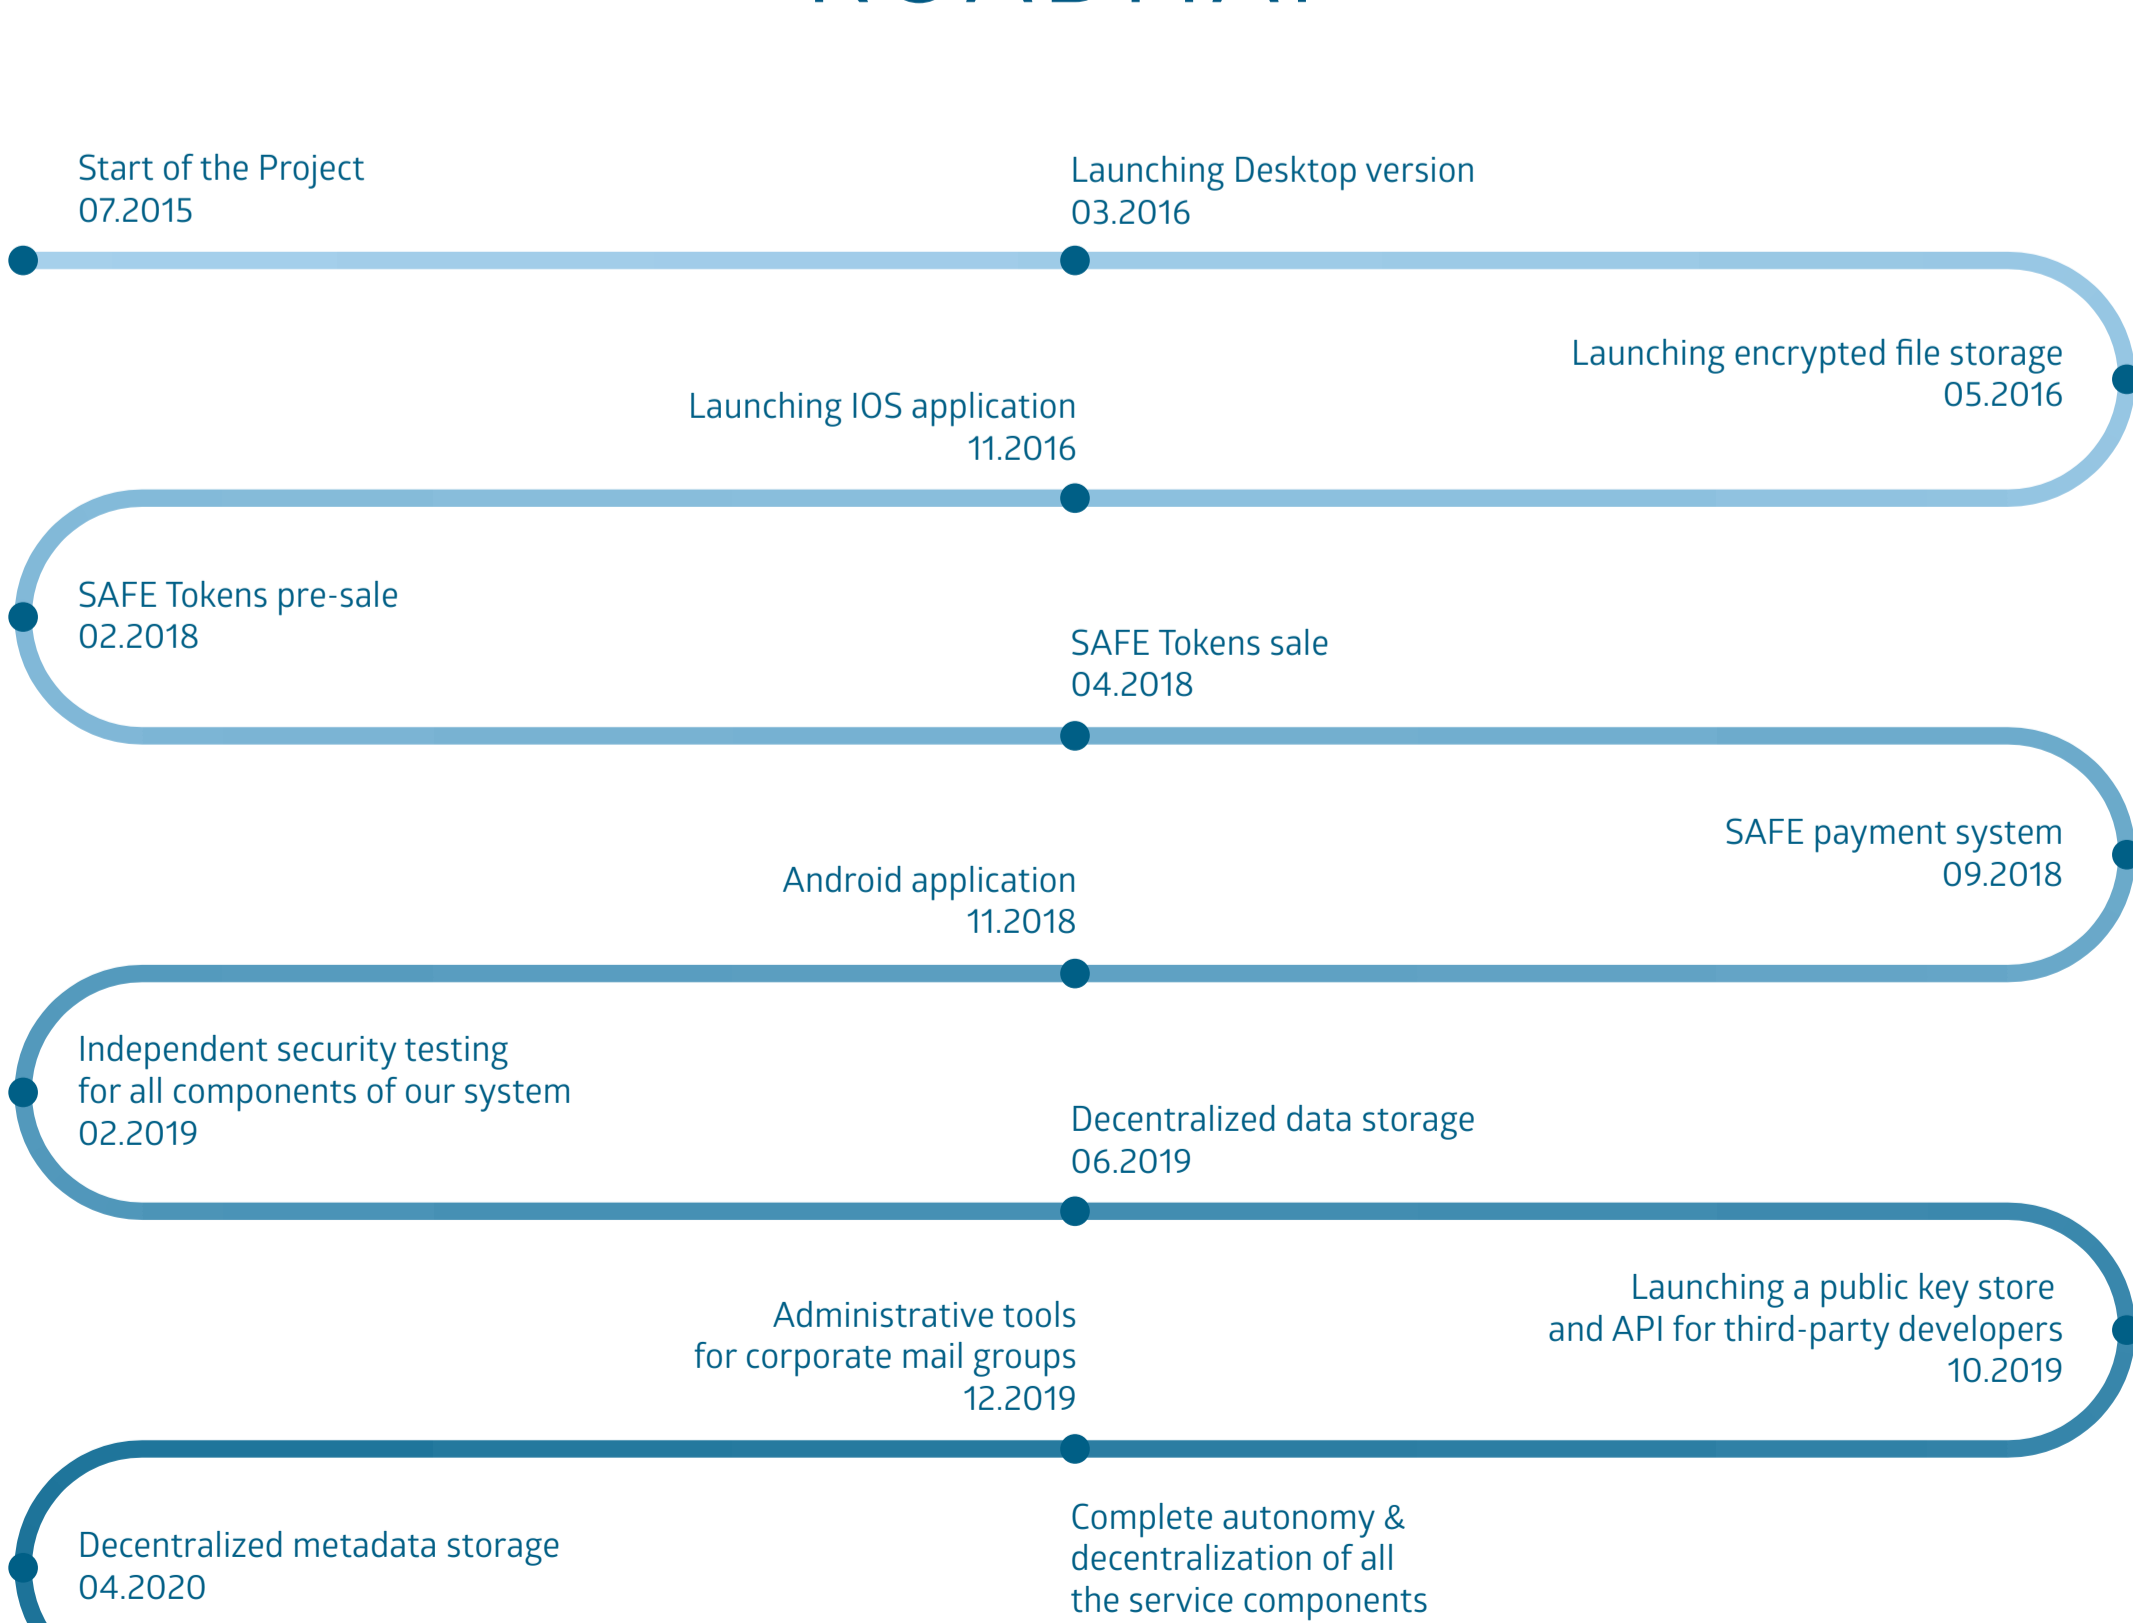 Start of the Project
07.2015
Launching Desktop version
03.2016
Launching encrypted file storage
05.2016
Launching IOS application
11.2016
SAFE Tokens pre-sale
02.2018
SAFE Tokens sale
04.2018
SAFE payment system
09.2018
Android application
11.2018
Independent security testing
for all components of our system
02.2019
Decentralized data storage
06.2019
Launching a public key store
and API for third-party developers
10.2019
Administrative tools
for corporate mail groups
12.2019
Decentralized metadata storage
04.2020
Complete autonomy &
decentralization of all
the service components